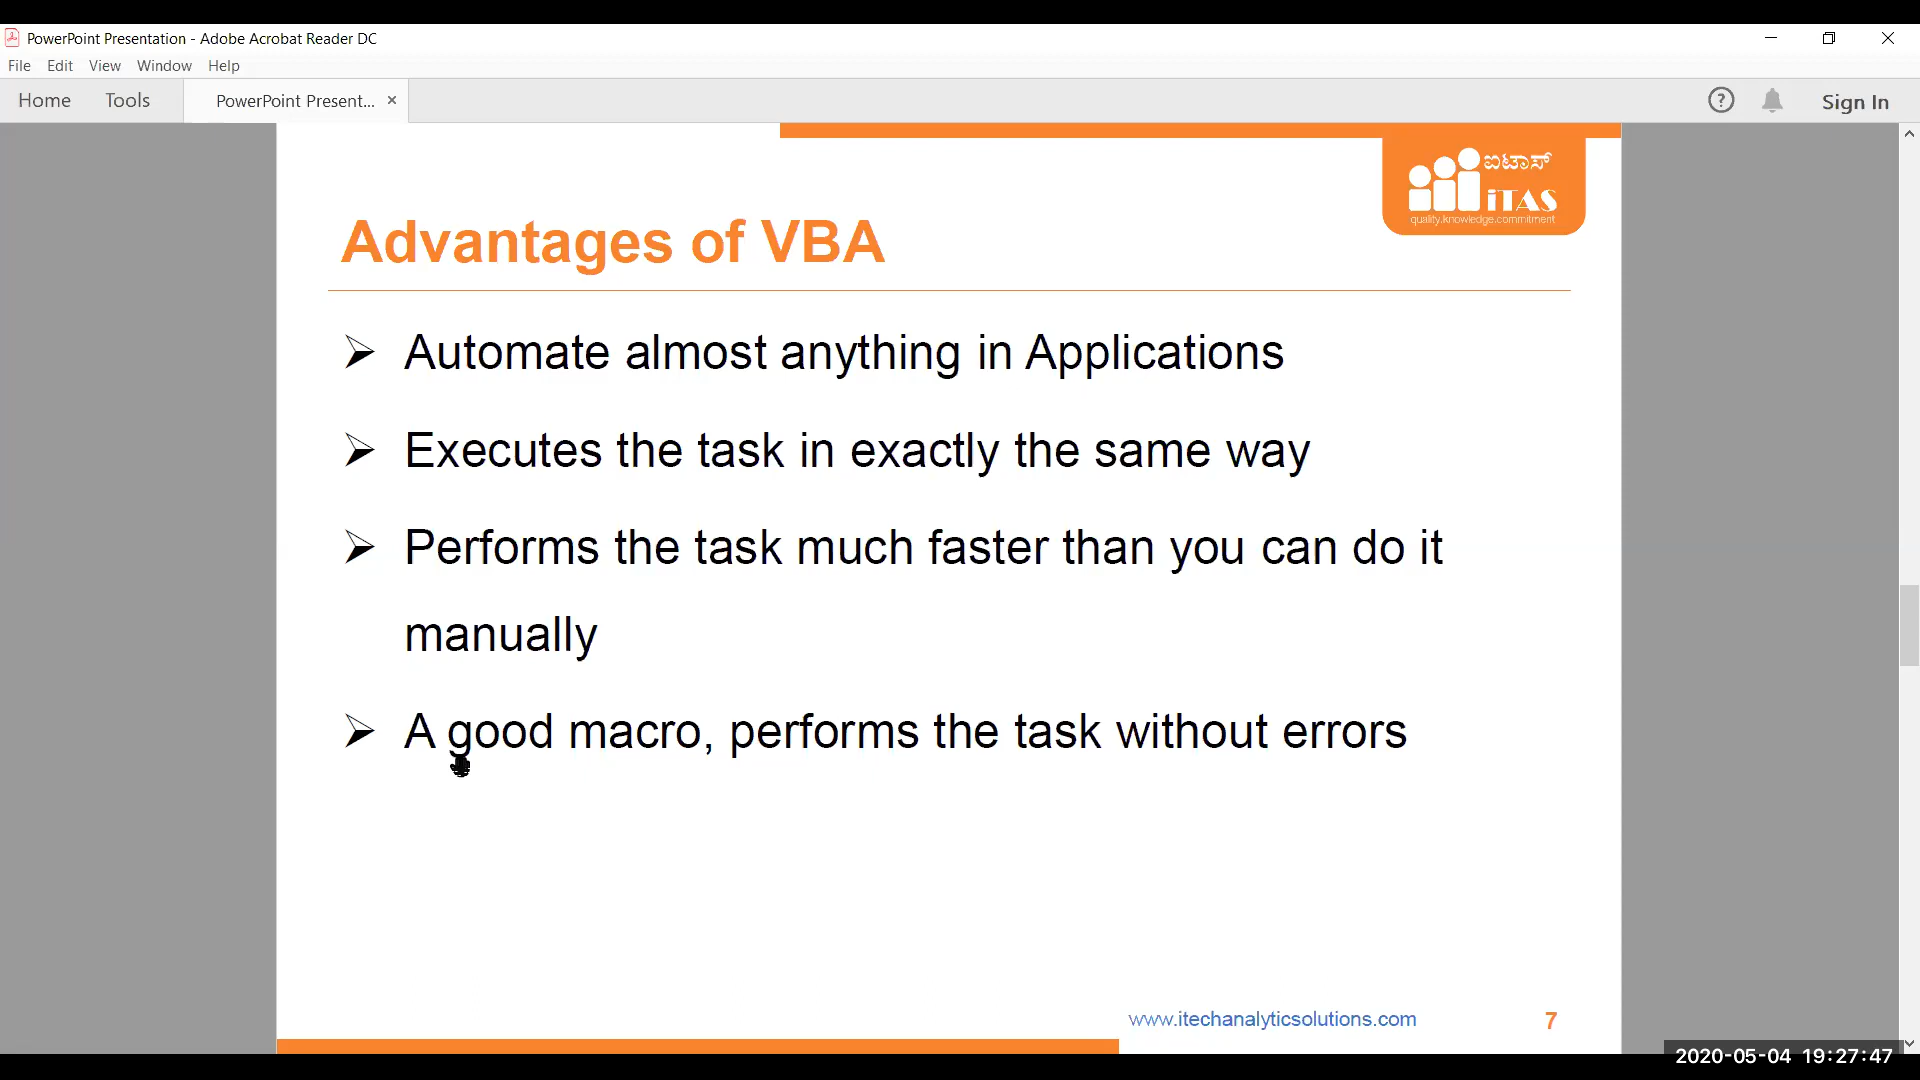 PowerPoint Presentation - Adobe Acrobat Reader DC
File Edit View Window Help
Home Tools PowerPoint Present... × Sign In
ಐಟಾಸ್
iTAS
quality.knowledge.commitment
Advantages of VBA
➢ Automate almost anything in Applications
➢ Executes the task in exactly the same way
➢ Performs the task much faster than you can do it
manually
➢ A good macro, performs the task without errors
www.itechanalyticsolutions.com 7
2020-05-04 19:27:47